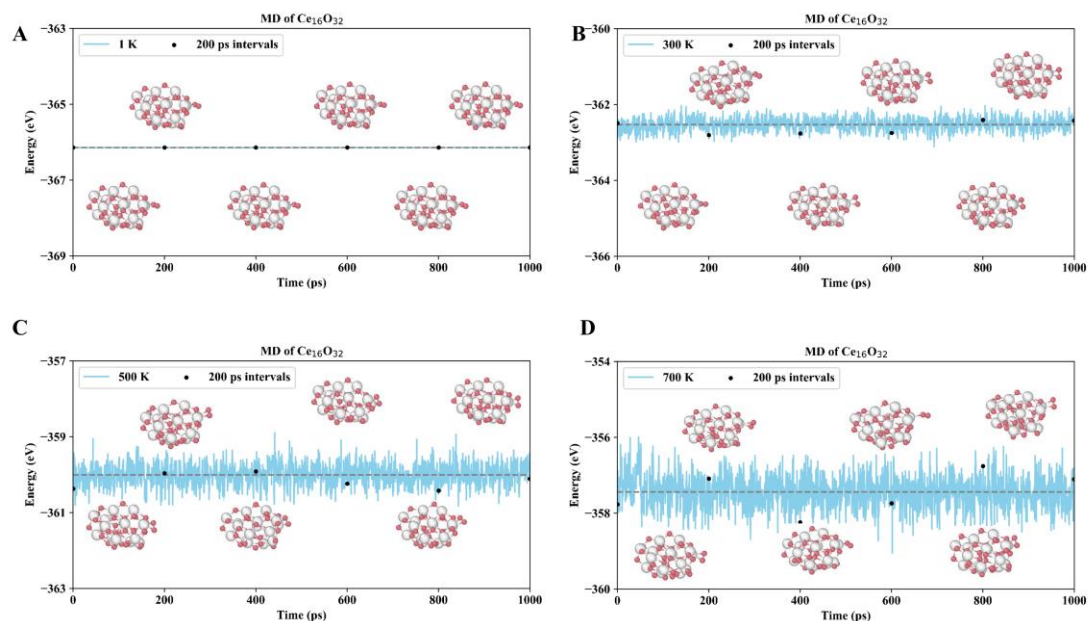 A
MD of Ce₁₆O₃₂
1 K
200 ps intervals
Energy (eV)
−363
−365
−367
−369
0 200 400 600 800 1000
Time (ps)
B
MD of Ce₁₆O₃₂
300 K
200 ps intervals
Energy (eV)
−360
−362
−364
−366
0 200 400 600 800 1000
Time (ps)
C
MD of Ce₁₆O₃₂
500 K
200 ps intervals
Energy (eV)
−357
−359
−361
−363
0 200 400 600 800 1000
Time (ps)
D
MD of Ce₁₆O₃₂
700 K
200 ps intervals
Energy (eV)
−354
−356
−358
−360
0 200 400 600 800 1000
Time (ps)